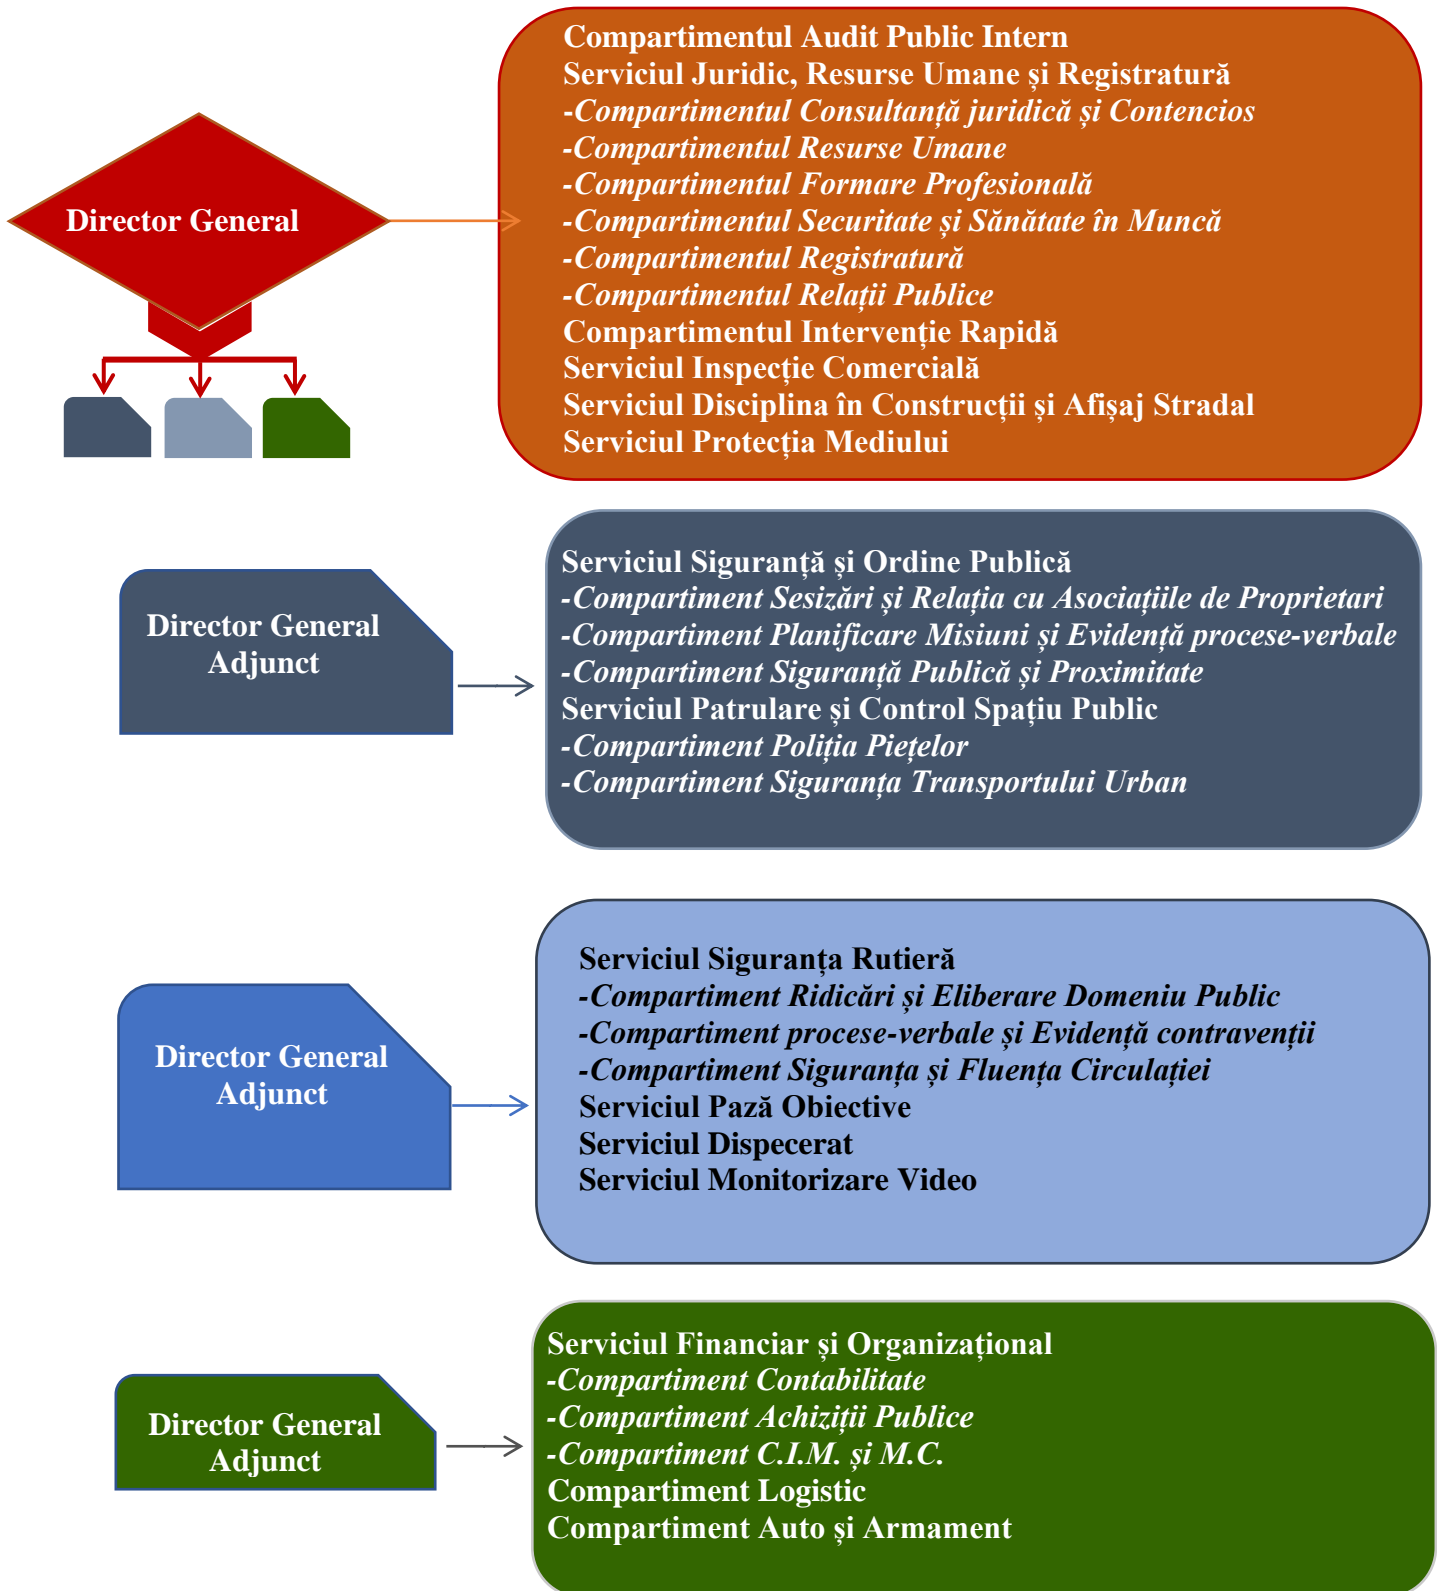 Compartimentul Audit Public Intern
Serviciul Juridic, Resurse Umane și Registratură
-Compartimentul Consultanță juridică și Contencios
-Compartimentul Resurse Umane
-Compartimentul Formare Profesională
-Compartimentul Securitate și Sănătate în Muncă
-Compartimentul Registratură
-Compartimentul Relații Publice
Compartimentul Intervenție Rapidă
Serviciul Inspecție Comercială
Serviciul Disciplina în Construcții și Afișaj Stradal
Serviciul Protecția Mediului
Director General
Director General
Adjunct
Serviciul Siguranță și Ordine Publică
-Compartiment Sesizări și Relația cu Asociațiile de Proprietari
-Compartiment Planificare Misiuni și Evidență procese-verbale
-Compartiment Siguranță Publică și Proximitate
Serviciul Patrulare și Control Spațiu Public
-Compartiment Poliția Piețelor
-Compartiment Siguranța Transportului Urban
Director General
Adjunct
Serviciul Siguranța Rutieră
-Compartiment Ridicări și Eliberare Domeniu Public
-Compartiment procese-verbale și Evidență contravenții
-Compartiment Siguranța și Fluența Circulației
Serviciul Pază Obiective
Serviciul Dispecerat
Serviciul Monitorizare Video
Director General
Adjunct
Serviciul Financiar și Organizațional
-Compartiment Contabilitate
-Compartiment Achiziții Publice
-Compartiment C.I.M. și M.C.
Compartiment Logistic
Compartiment Auto și Armament